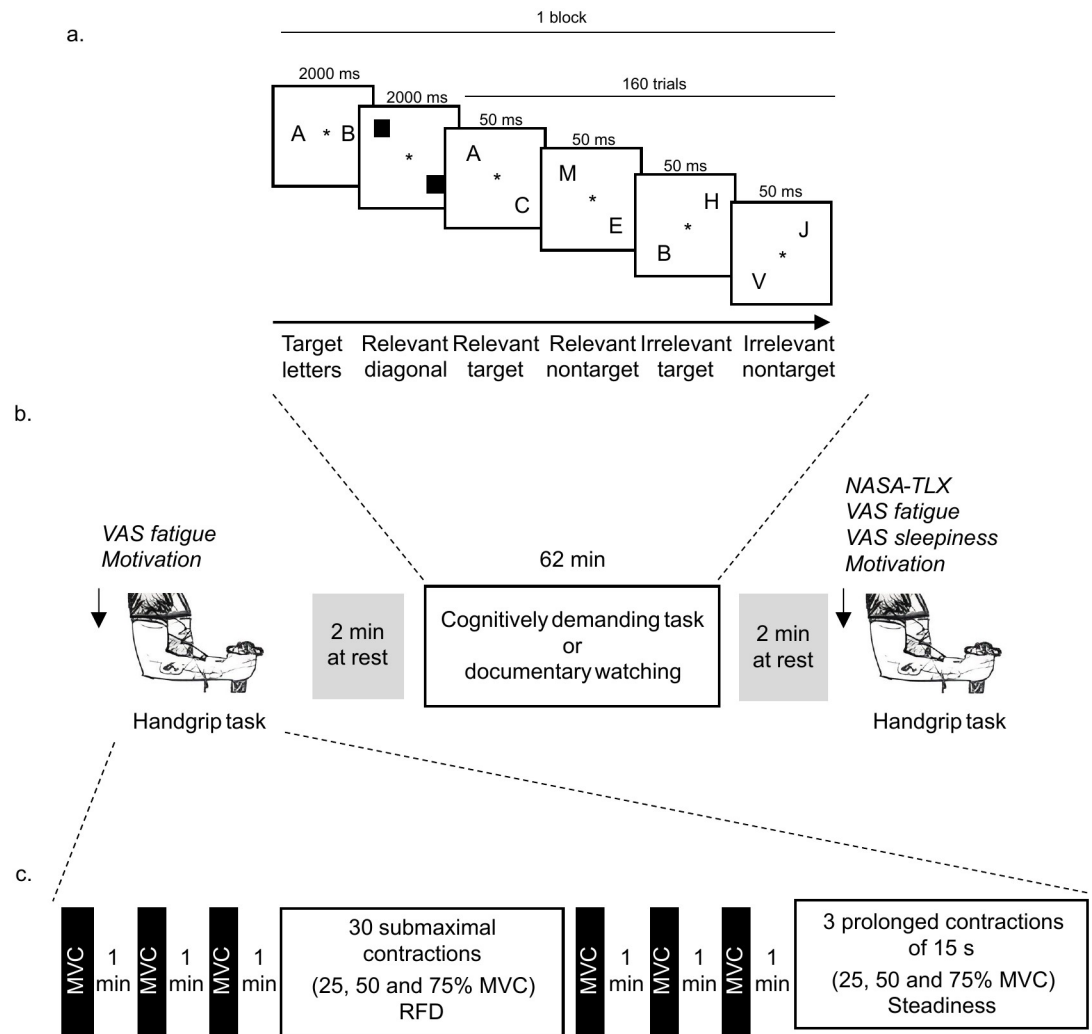 a.
1 block
2000 ms
2000 ms
160 trials
50 ms
50 ms
50 ms
50 ms
A * B
*
A
*
C
M
*
E
H
*
B
J
*
V
Target letters
Relevant diagonal
Relevant target
Relevant nontarget
Irrelevant target
Irrelevant nontarget
b.
VAS fatigue
Motivation
Handgrip task
2 min
at rest
62 min
Cognitively demanding task
or
documentary watching
2 min
at rest
NASA-TLX
VAS fatigue
VAS sleepiness
Motivation
Handgrip task
c.
MVC
1
min
MVC
1
min
MVC
1
min
30 submaximal
contractions
(25, 50 and 75% MVC)
RFD
MVC
1
min
MVC
1
min
MVC
1
min
3 prolonged contractions
of 15 s
(25, 50 and 75% MVC)
Steadiness